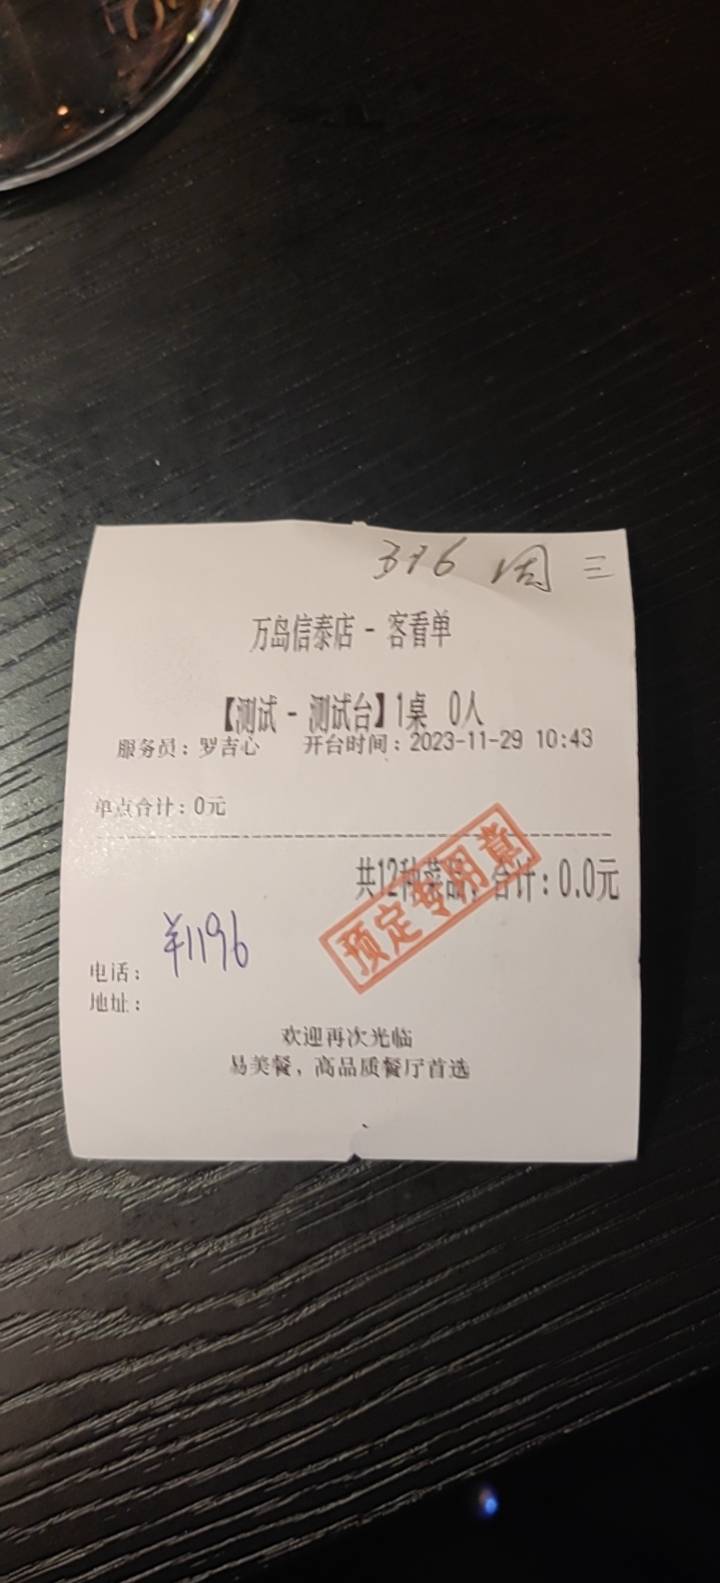 376 周三
万岛信泰店 - 客看单
【测试 - 测试台】1桌 0人
服务员：罗吉心 开台时间：2023-11-29 10:43
单点合计：0元
共12种菜品，合计：0.0元
预定专用章
¥1196
电话：
地址：
欢迎再次光临
易美餐，高品质餐厅首选